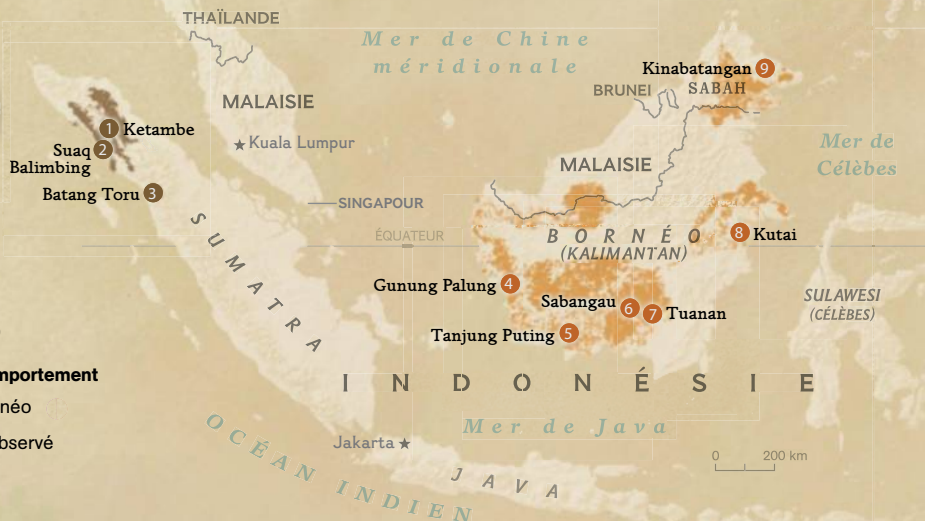 THAÏLANDE
Mer de Chine
méridionale
Kinabatangan 9
BRUNEI
SABAH
MALAISIE
1 Ketambe
Kuala Lumpur
Suaq 2
Balimbing
Mer de
Célèbes
MALAISIE
Batang Toru 3
SINGAPOUR
SUMATRA
ÉQUATEUR
BORNÉO
(KALIMANTAN)
8 Kutai
Gunung Palung 4
Sabangau 6
7 Tuanan
SULAWESI
(CÉLÈBES)
Tanjung Puting 5
mportement
INDONÉSIE
néo
OCÉAN INDIEN
Mer de Java
bservé
Jakarta
0 200 km
JAVA